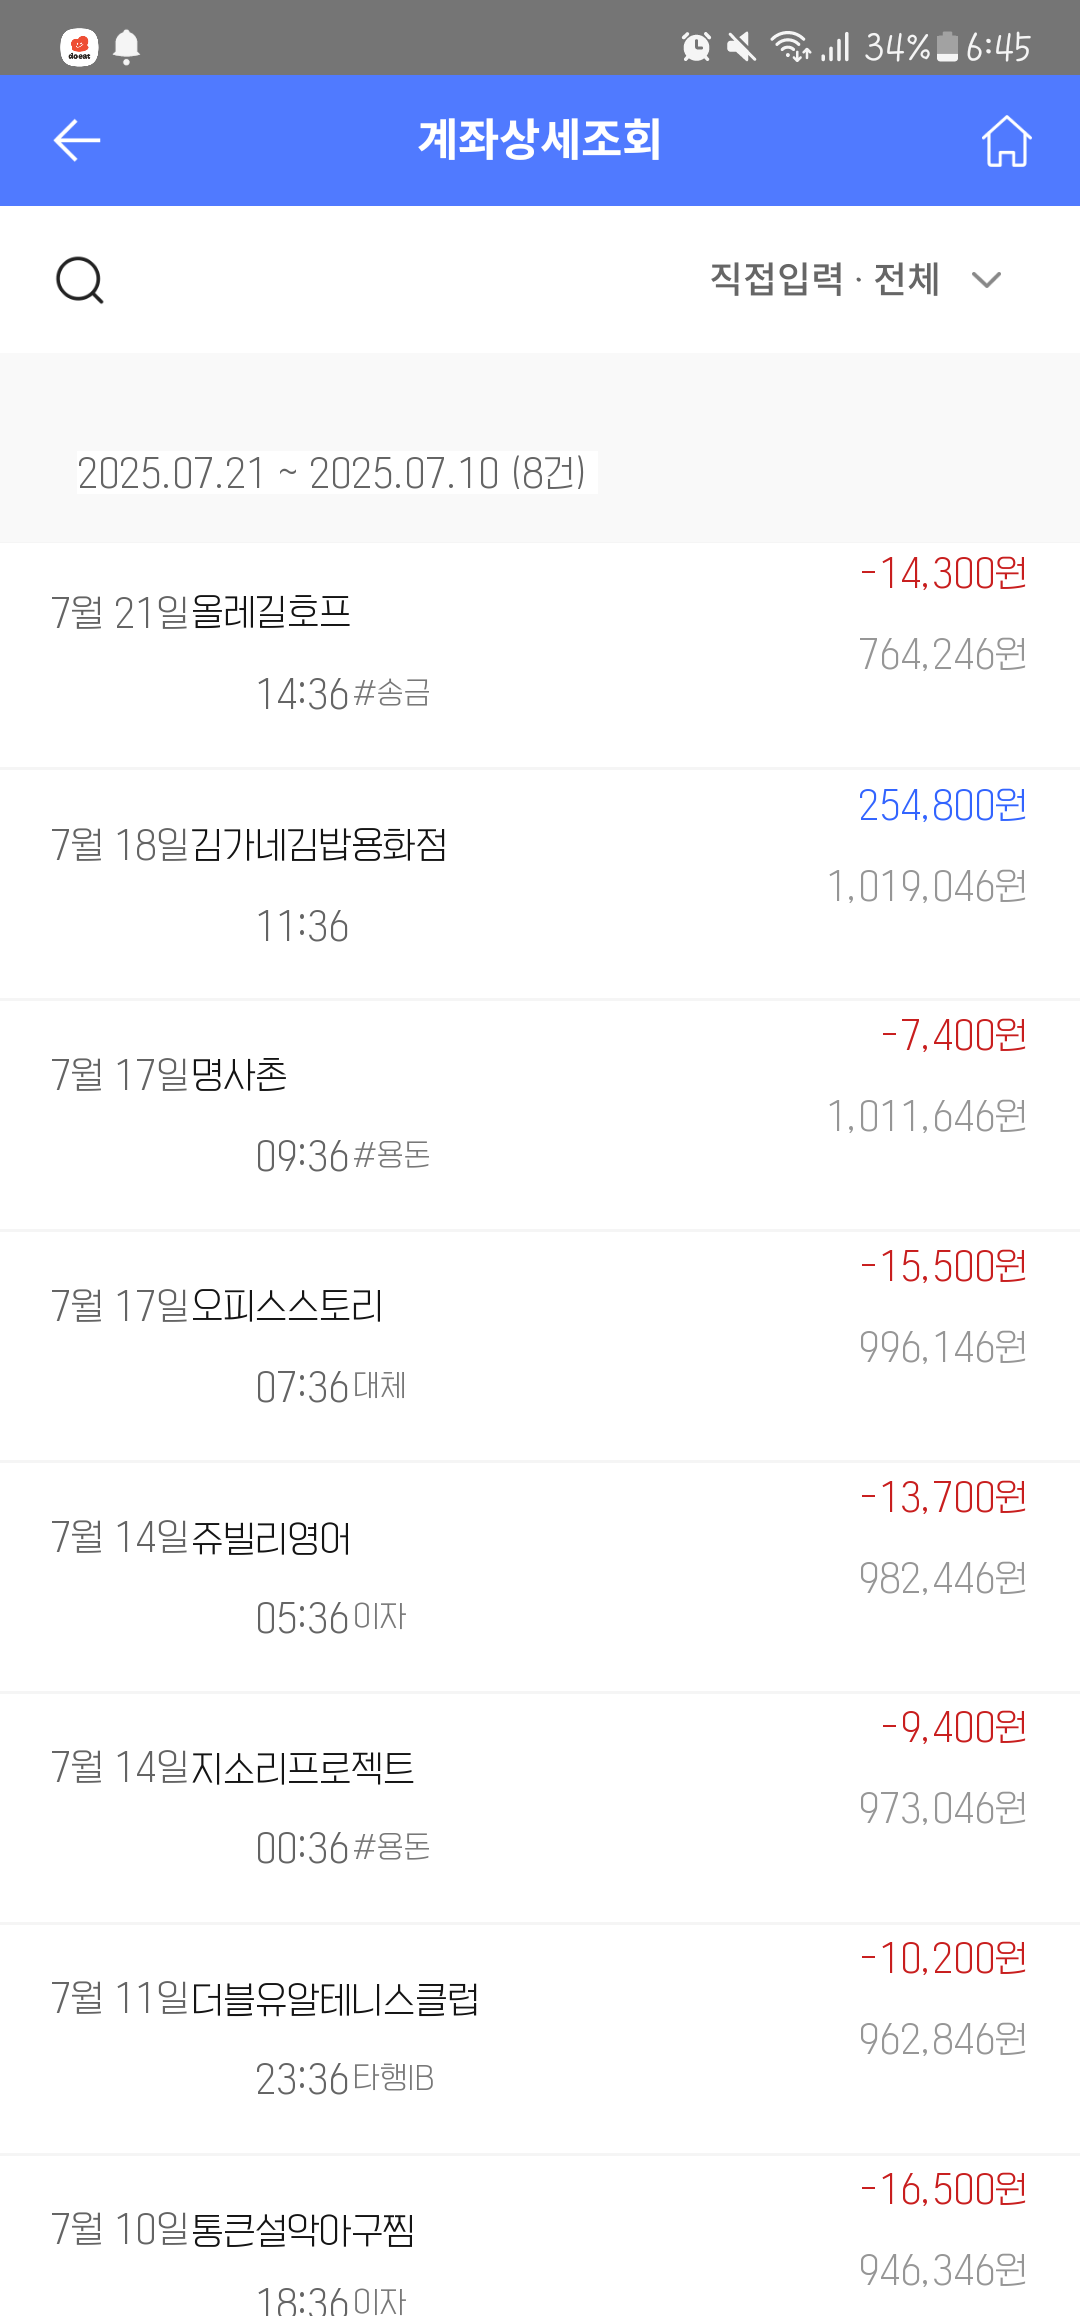 doeat 34% 6:45
계좌상세조회
직접입력 · 전체
2025.07.21 ~ 2025.07.10 (8건)
-14,300원
7월 21일 올레길호프
764,246원
14:36 #송금
254,800원
7월 18일 김가네김밥용화점
1,019,046원
11:36
-7,400원
7월 17일 명사촌
1,011,646원
09:36 #용돈
-15,500원
7월 17일 오피스스토리
996,146원
07:36 대체
-13,700원
7월 14일 쥬빌리영어
982,446원
05:36 이자
-9,400원
7월 14일 지소리프로젝트
973,046원
00:36 #용돈
-10,200원
7월 11일 더블유알테니스클럽
962,846원
23:36 타행IB
-16,500원
7월 10일 통큰설악아구찜
946,346원
18:36 이자